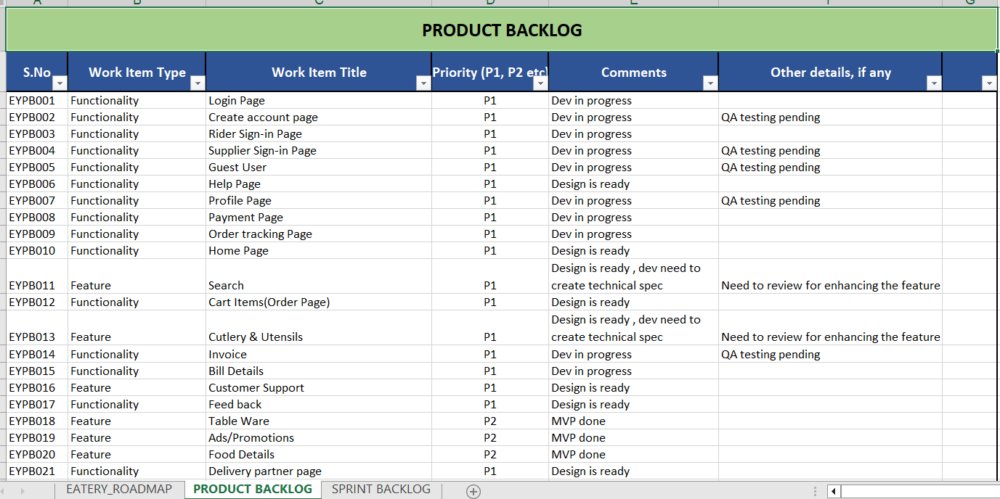 A B C D E F G
PRODUCT BACKLOG
S.No Work Item Type Work Item Title Priority (P1, P2 etc) Comments Other details, if any
EYPB001 Functionality Login Page P1 Dev in progress
EYPB002 Functionality Create account page P1 Dev in progress QA testing pending
EYPB003 Functionality Rider Sign-in Page P1 Dev in progress
EYPB004 Functionality Supplier Sign-in Page P1 Dev in progress QA testing pending
EYPB005 Functionality Guest User P1 Dev in progress QA testing pending
EYPB006 Functionality Help Page P1 Design is ready
EYPB007 Functionality Profile Page P1 Dev in progress QA testing pending
EYPB008 Functionality Payment Page P1 Dev in progress
EYPB009 Functionality Order tracking Page P1 Dev in progress
EYPB010 Functionality Home Page P1 Design is ready
Design is ready , dev need to
EYPB011 Feature Search P1 create technical spec Need to review for enhancing the feature
EYPB012 Functionality Cart Items(Order Page) P1 Design is ready
Design is ready , dev need to
EYPB013 Feature Cutlery & Utensils P1 create technical spec Need to review for enhancing the feature
EYPB014 Functionality Invoice P1 Dev in progress QA testing pending
EYPB015 Functionality Bill Details P1 Dev in progress
EYPB016 Feature Customer Support P1 Design is ready
EYPB017 Functionality Feed back P1 Design is ready
EYPB018 Feature Table Ware P2 MVP done
EYPB019 Feature Ads/Promotions P2 MVP done
EYPB020 Feature Food Details P2 MVP done
EYPB021 Functionality Delivery partner page P1 Design is ready
EATERY_ROADMAP PRODUCT BACKLOG SPRINT BACKLOG